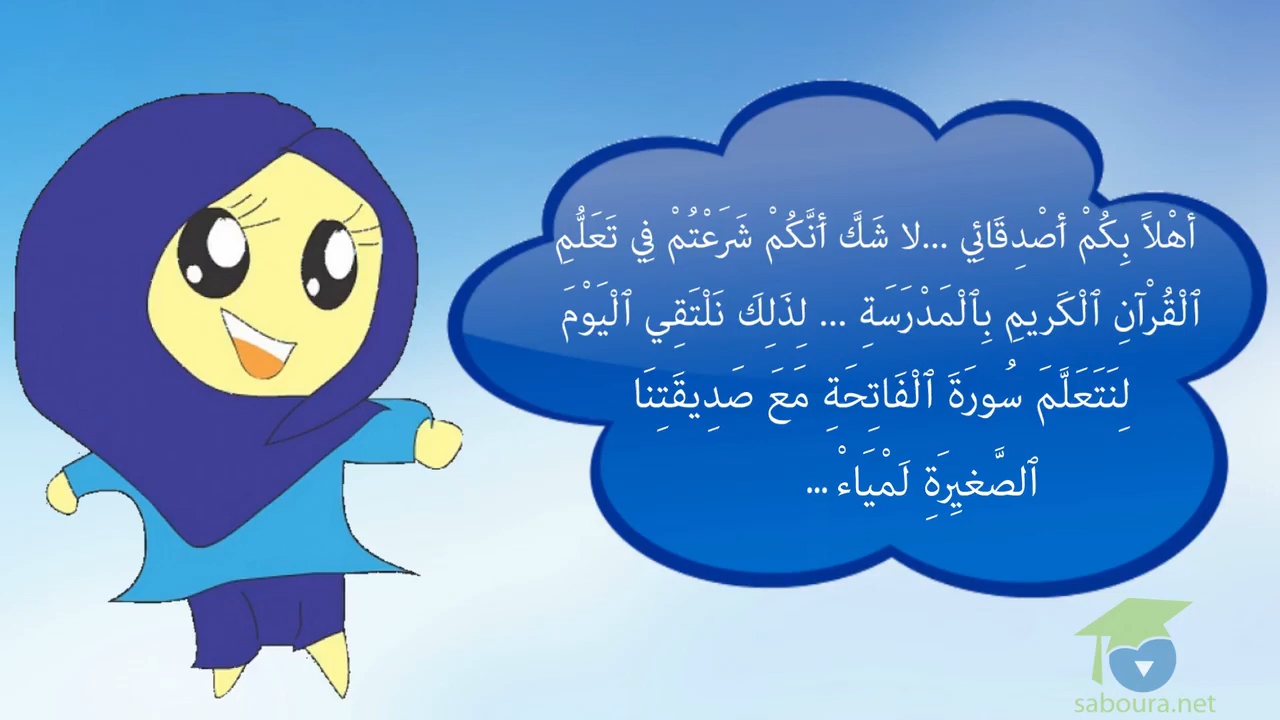 أَهْلاً بِكُمْ أَصْدِقَائِي ...لا شَكَّ أَنَّكُمْ شَرَعْتُمْ فِي تَعَلُّمِ
ٱلْقُرْآنِ ٱلْكَرِيمِ بِٱلْمَدْرَسَةِ ... لِذَلِكَ نَلْتَقِي ٱلْيَوْمَ
لِنَتَعَلَّمَ سُورَةَ ٱلْفَاتِحَةِ مَعَ صَدِيقَتِنَا
ٱلصَّغِيرَةِ لَمْيَاءْ ...
saboura.net